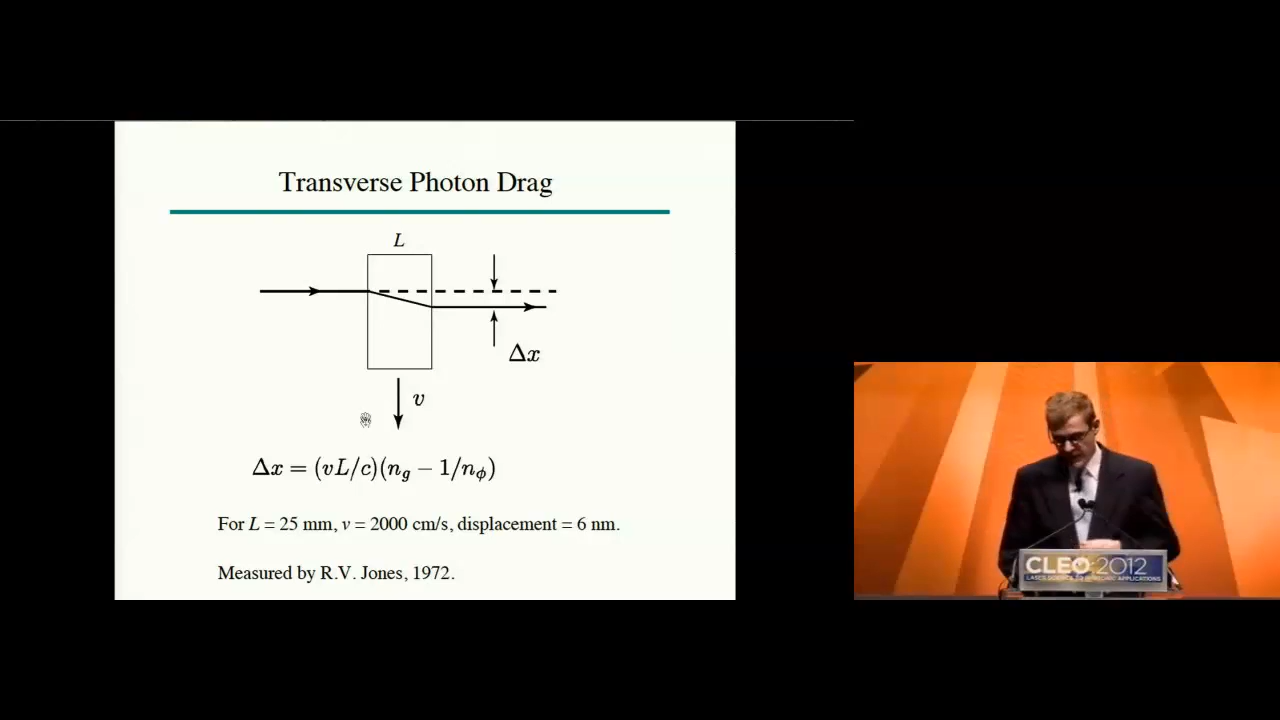 Transverse Photon Drag
L
Δx
v
Δx = (vL/c)(n_g − 1/n_ϕ)
For L = 25 mm, v = 2000 cm/s, displacement = 6 nm.
Measured by R.V. Jones, 1972.
CLEO:2012